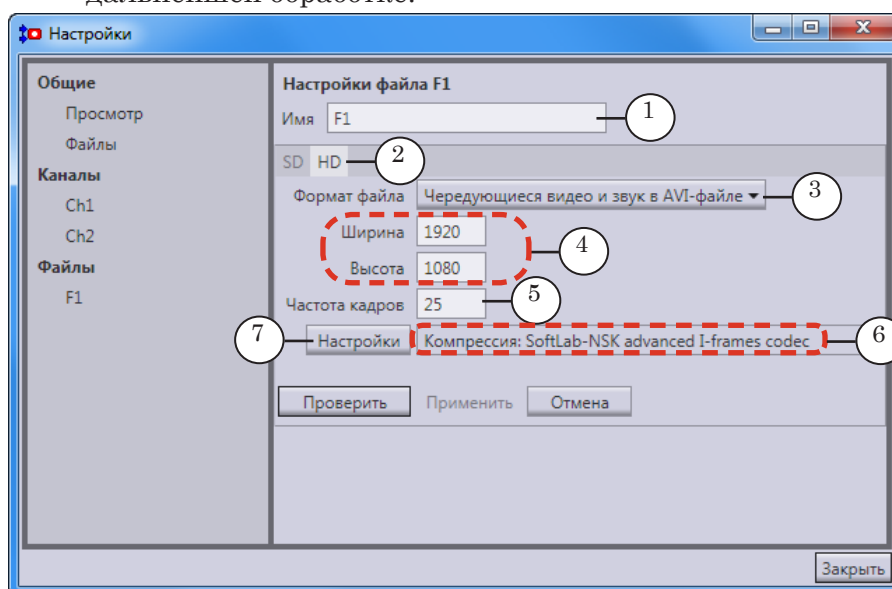 дальнейшей обработке.
Настройки
Общие
Просмотр
Файлы
Каналы
Ch1
Ch2
Файлы
F1
Настройки файла F1
Имя F1 1
SD HD 2
Формат файла Чередующиеся видео и звук в AVI-файле 3
Ширина 1920
4
Высота 1080
Частота кадров 25 5
7 Настройки Компрессия: SoftLab-NSK advanced I-frames codec 6
Проверить Применить Отмена
Закрыть